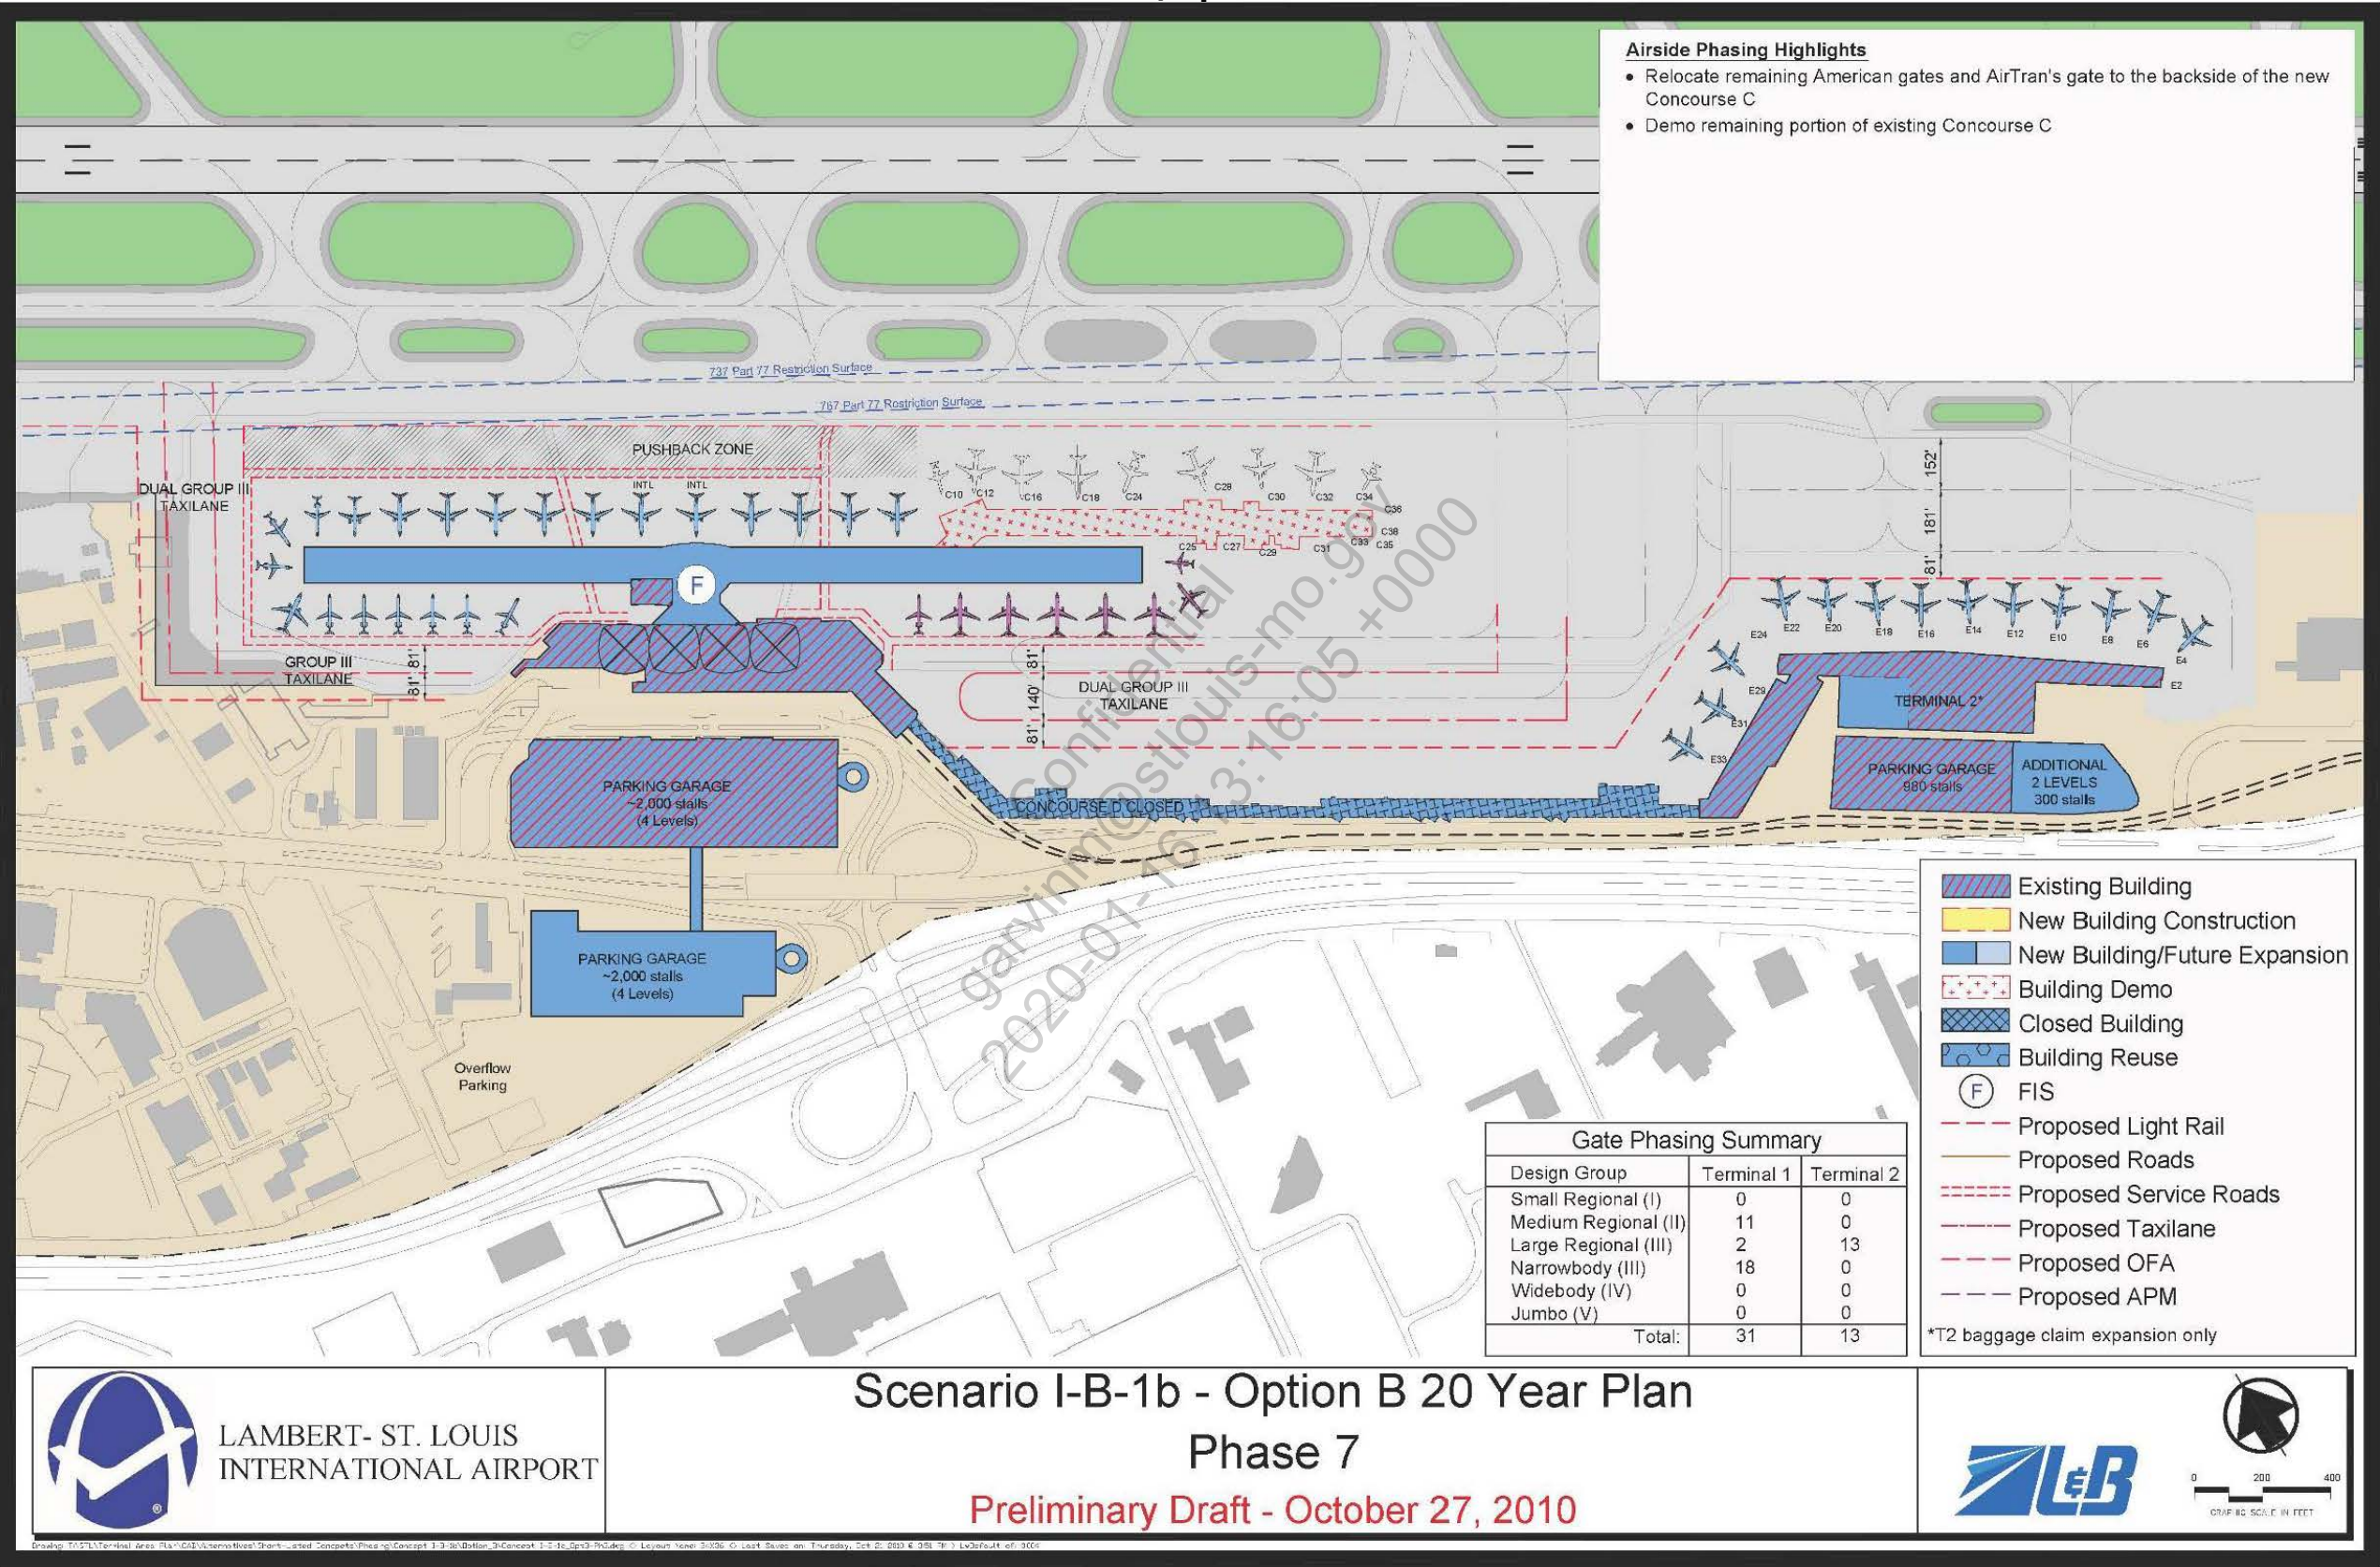 Airside Phasing Highlights
• Relocate remaining American gates and AirTran's gate to the backside of the new
Concourse C
• Demo remaining portion of existing Concourse C
737 Part 77 Restriction Surface
767 Part 77 Restriction Surface
PUSHBACK ZONE
152'
DUAL GROUP III
TAXILANE
INTL INTL
C10 C12 C16 C18 C24 C28 C30 C32 C34
C36
C38
C25 C27 C29 C31 C33 C35
181'
81'
F
E24 E22 E20 E18 E16 E14 E12 E10 E8 E6
E4
E2
GROUP III
TAXILANE
81'
81'
81'
140'
81'
DUAL GROUP III
TAXILANE
E29
E31
E33
TERMINAL 2*
PARKING GARAGE
980 stalls
ADDITIONAL
2 LEVELS
300 stalls
PARKING GARAGE
~2,000 stalls
(4 Levels)
CONCOURSE D CLOSED
PARKING GARAGE
~2,000 stalls
(4 Levels)
Overflow
Parking
Confidential
garvinm@stlouis-mo.gov
2020-01-16 13:16:05 +0000
Existing Building
New Building Construction
New Building/Future Expansion
Building Demo
Closed Building
Building Reuse
F FIS
Proposed Light Rail
Proposed Roads
Proposed Service Roads
Proposed Taxilane
Proposed OFA
Proposed APM
*T2 baggage claim expansion only
Gate Phasing Summary
Design Group Terminal 1 Terminal 2
Small Regional (I) 0 0
Medium Regional (II) 11 0
Large Regional (III) 2 13
Narrowbody (III) 18 0
Widebody (IV) 0 0
Jumbo (V) 0 0
Total: 31 13
LAMBERT- ST. LOUIS
INTERNATIONAL AIRPORT
®
Scenario I-B-1b - Option B 20 Year Plan
Phase 7
Preliminary Draft - October 27, 2010
L&B
0 200 400
GRAPHIC SCALE IN FEET